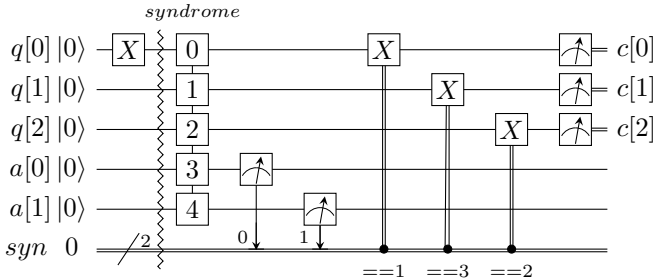 syndrome
q[0] |0⟩ X 0 X c[0]
q[1] |0⟩ 1 X c[1]
q[2] |0⟩ 2 X c[2]
a[0] |0⟩ 3
a[1] |0⟩ 4
syn 0 2 0 1
==1 ==3 ==2